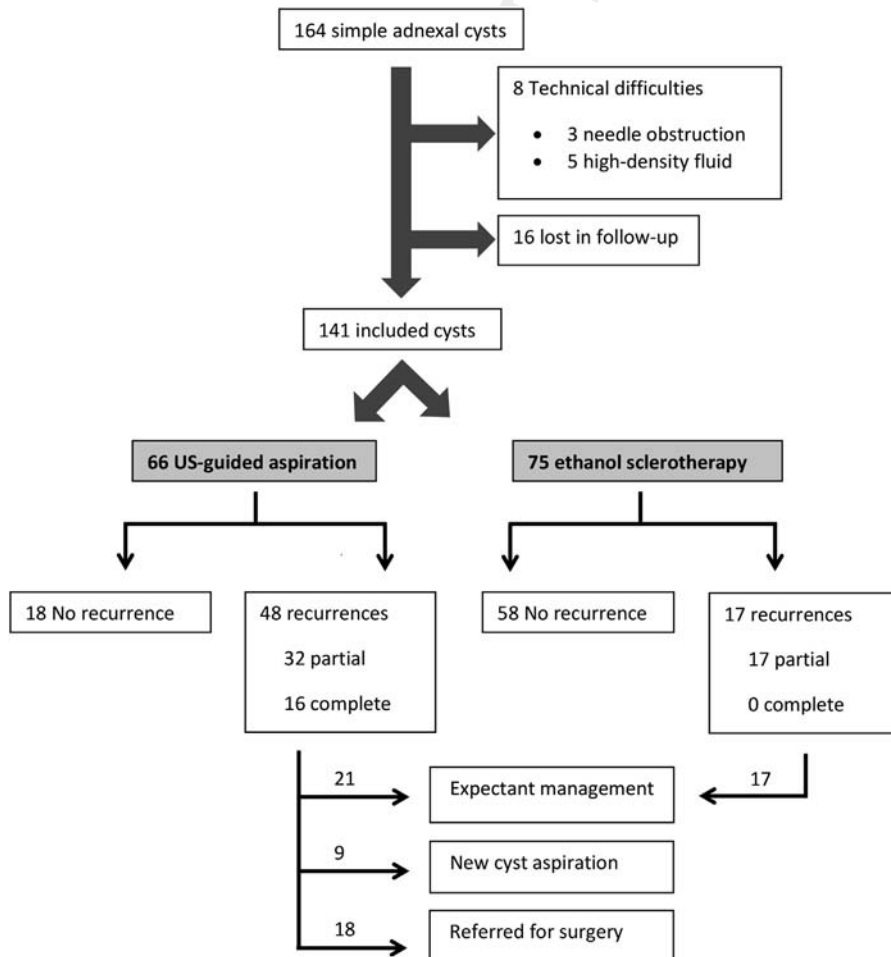 164 simple adnexal cysts
8 Technical difficulties
• 3 needle obstruction
• 5 high-density fluid
16 lost in follow-up
141 included cysts
66 US-guided aspiration
75 ethanol sclerotherapy
18 No recurrence
48 recurrences
32 partial
16 complete
58 No recurrence
17 recurrences
17 partial
0 complete
21
Expectant management
17
9
New cyst aspiration
18
Referred for surgery